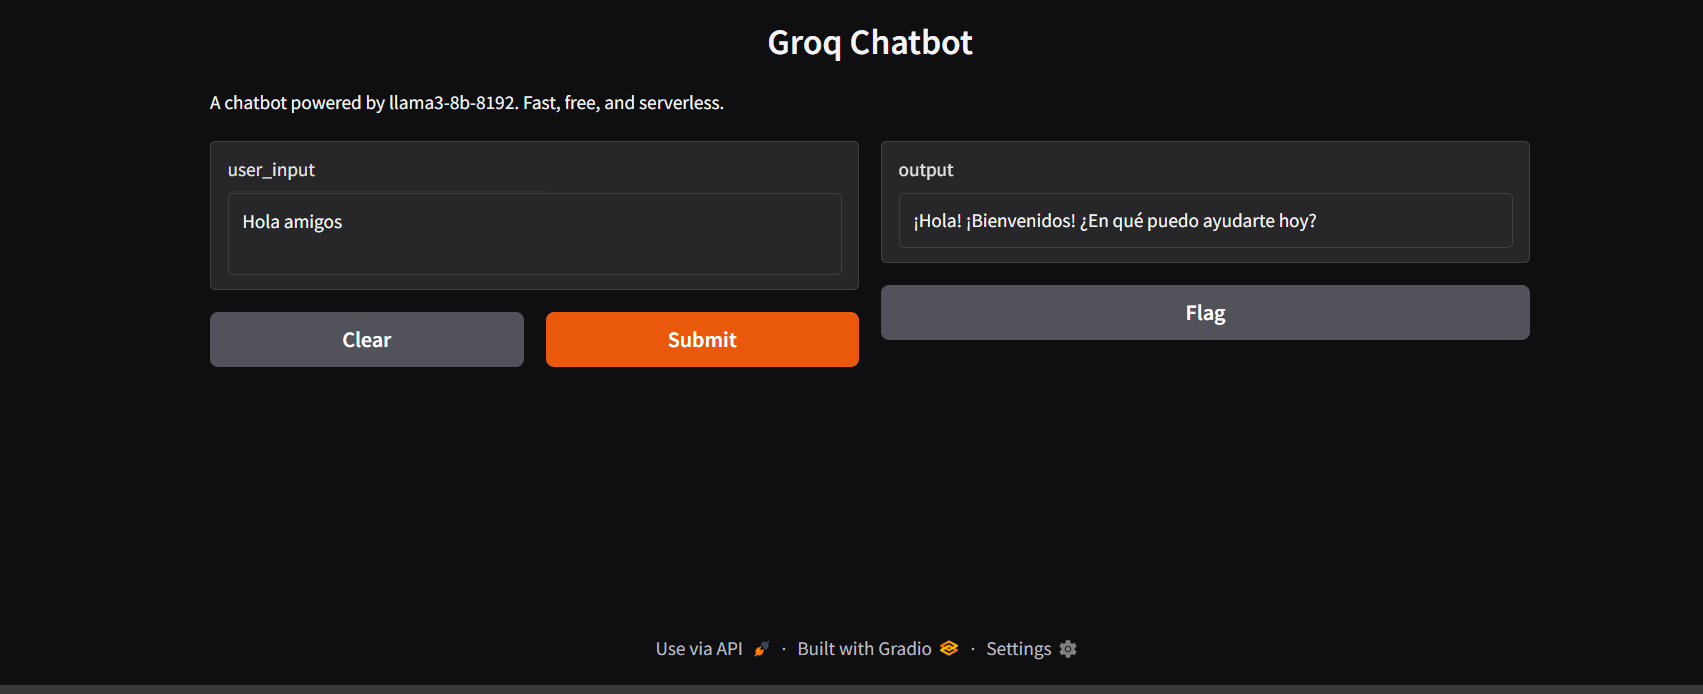 Groq Chatbot
A chatbot powered by llama3-8b-8192. Fast, free, and serverless.
user_input
Hola amigos
Clear
Submit
output
¡Hola! ¡Bienvenidos! ¿En qué puedo ayudarte hoy?
Flag
Use via API · Built with Gradio · Settings